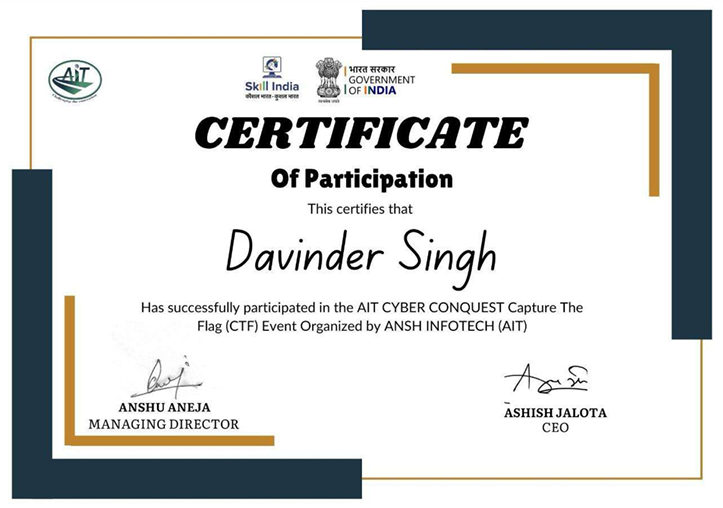 AiT
Skill India
कौशल भारत - कुशल भारत
भारत सरकार
GOVERNMENT
OF INDIA
CERTIFICATE
Of Participation
This certifies that
Davinder Singh
Has successfully participated in the AIT CYBER CONQUEST Capture The
Flag (CTF) Event Organized by ANSH INFOTECH (AIT)
ANSHU ANEJA
MANAGING DIRECTOR
ASHISH JALOTA
CEO